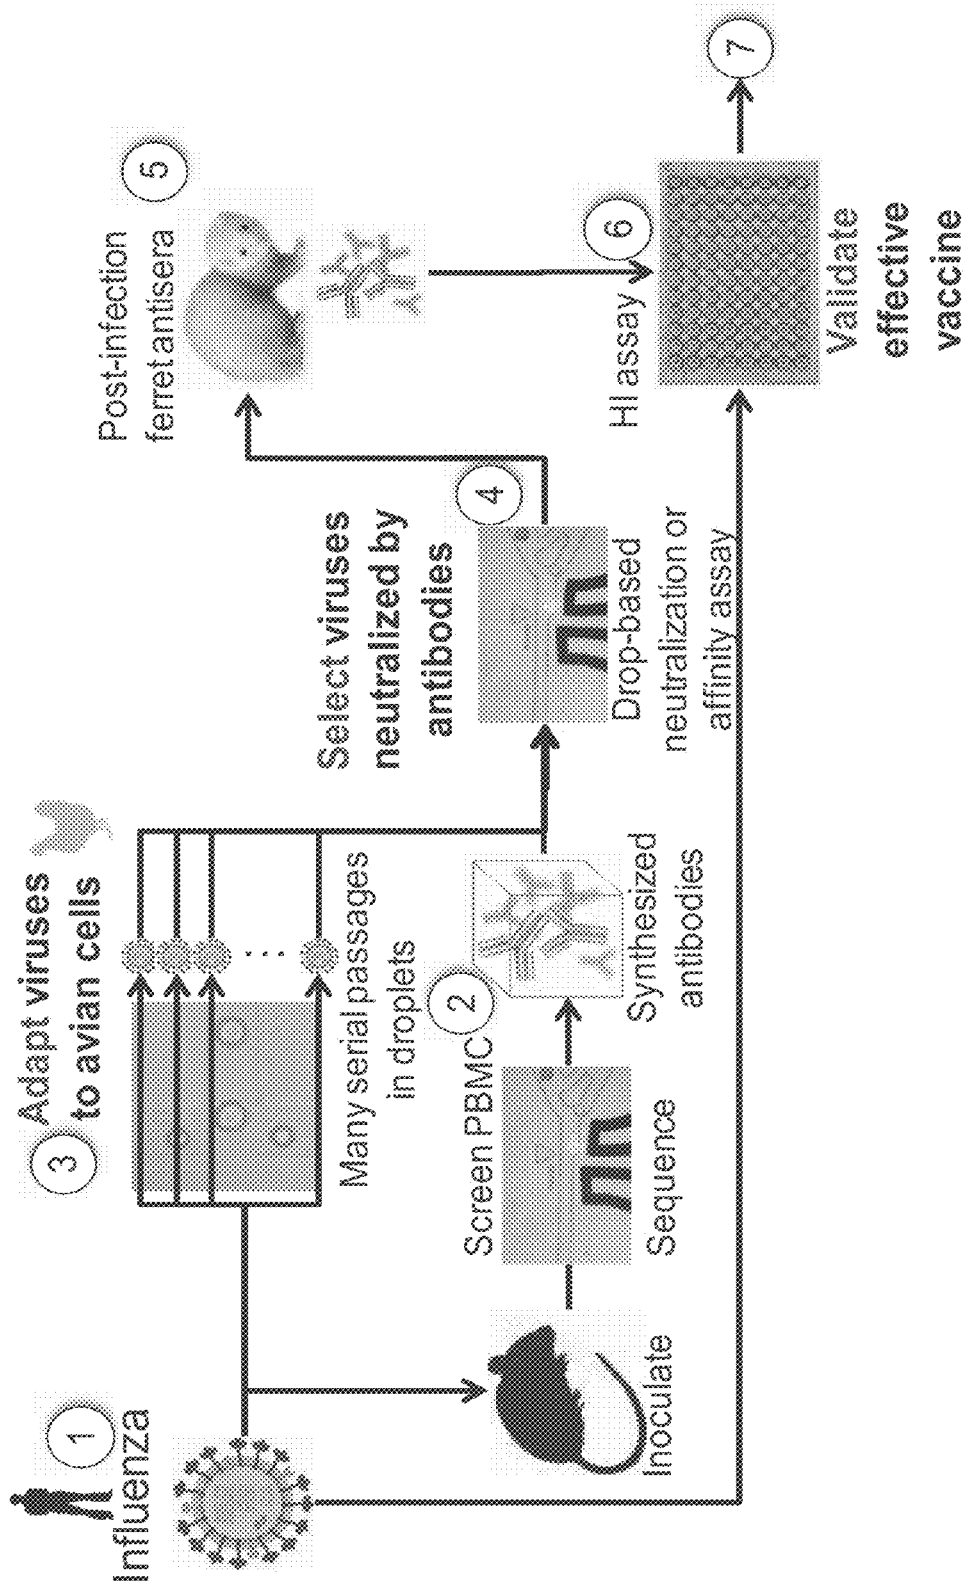 1
Influenza
3
Adapt viruses
to avian cells
Many serial passages
in droplets
...
Inoculate
Screen PBMC
Sequence
2
Synthesized
antibodies
Select viruses
neutralized by
antibodies
4
Drop-based
neutralization or
affinity assay
Post-infection
ferret antisera
5
HI assay
6
Validate
effective
vaccine
7